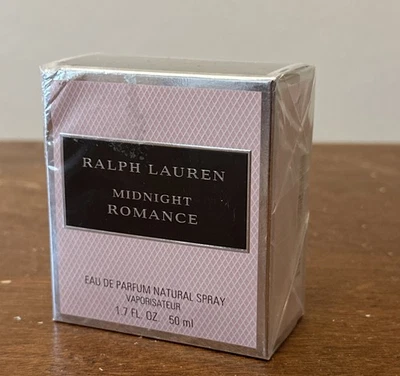 RALPH LAUREN
MIDNIGHT
ROMANCE
EAU DE PARFUM NATURAL SPRAY
VAPORISATEUR
1.7 FL. OZ. 50 ml